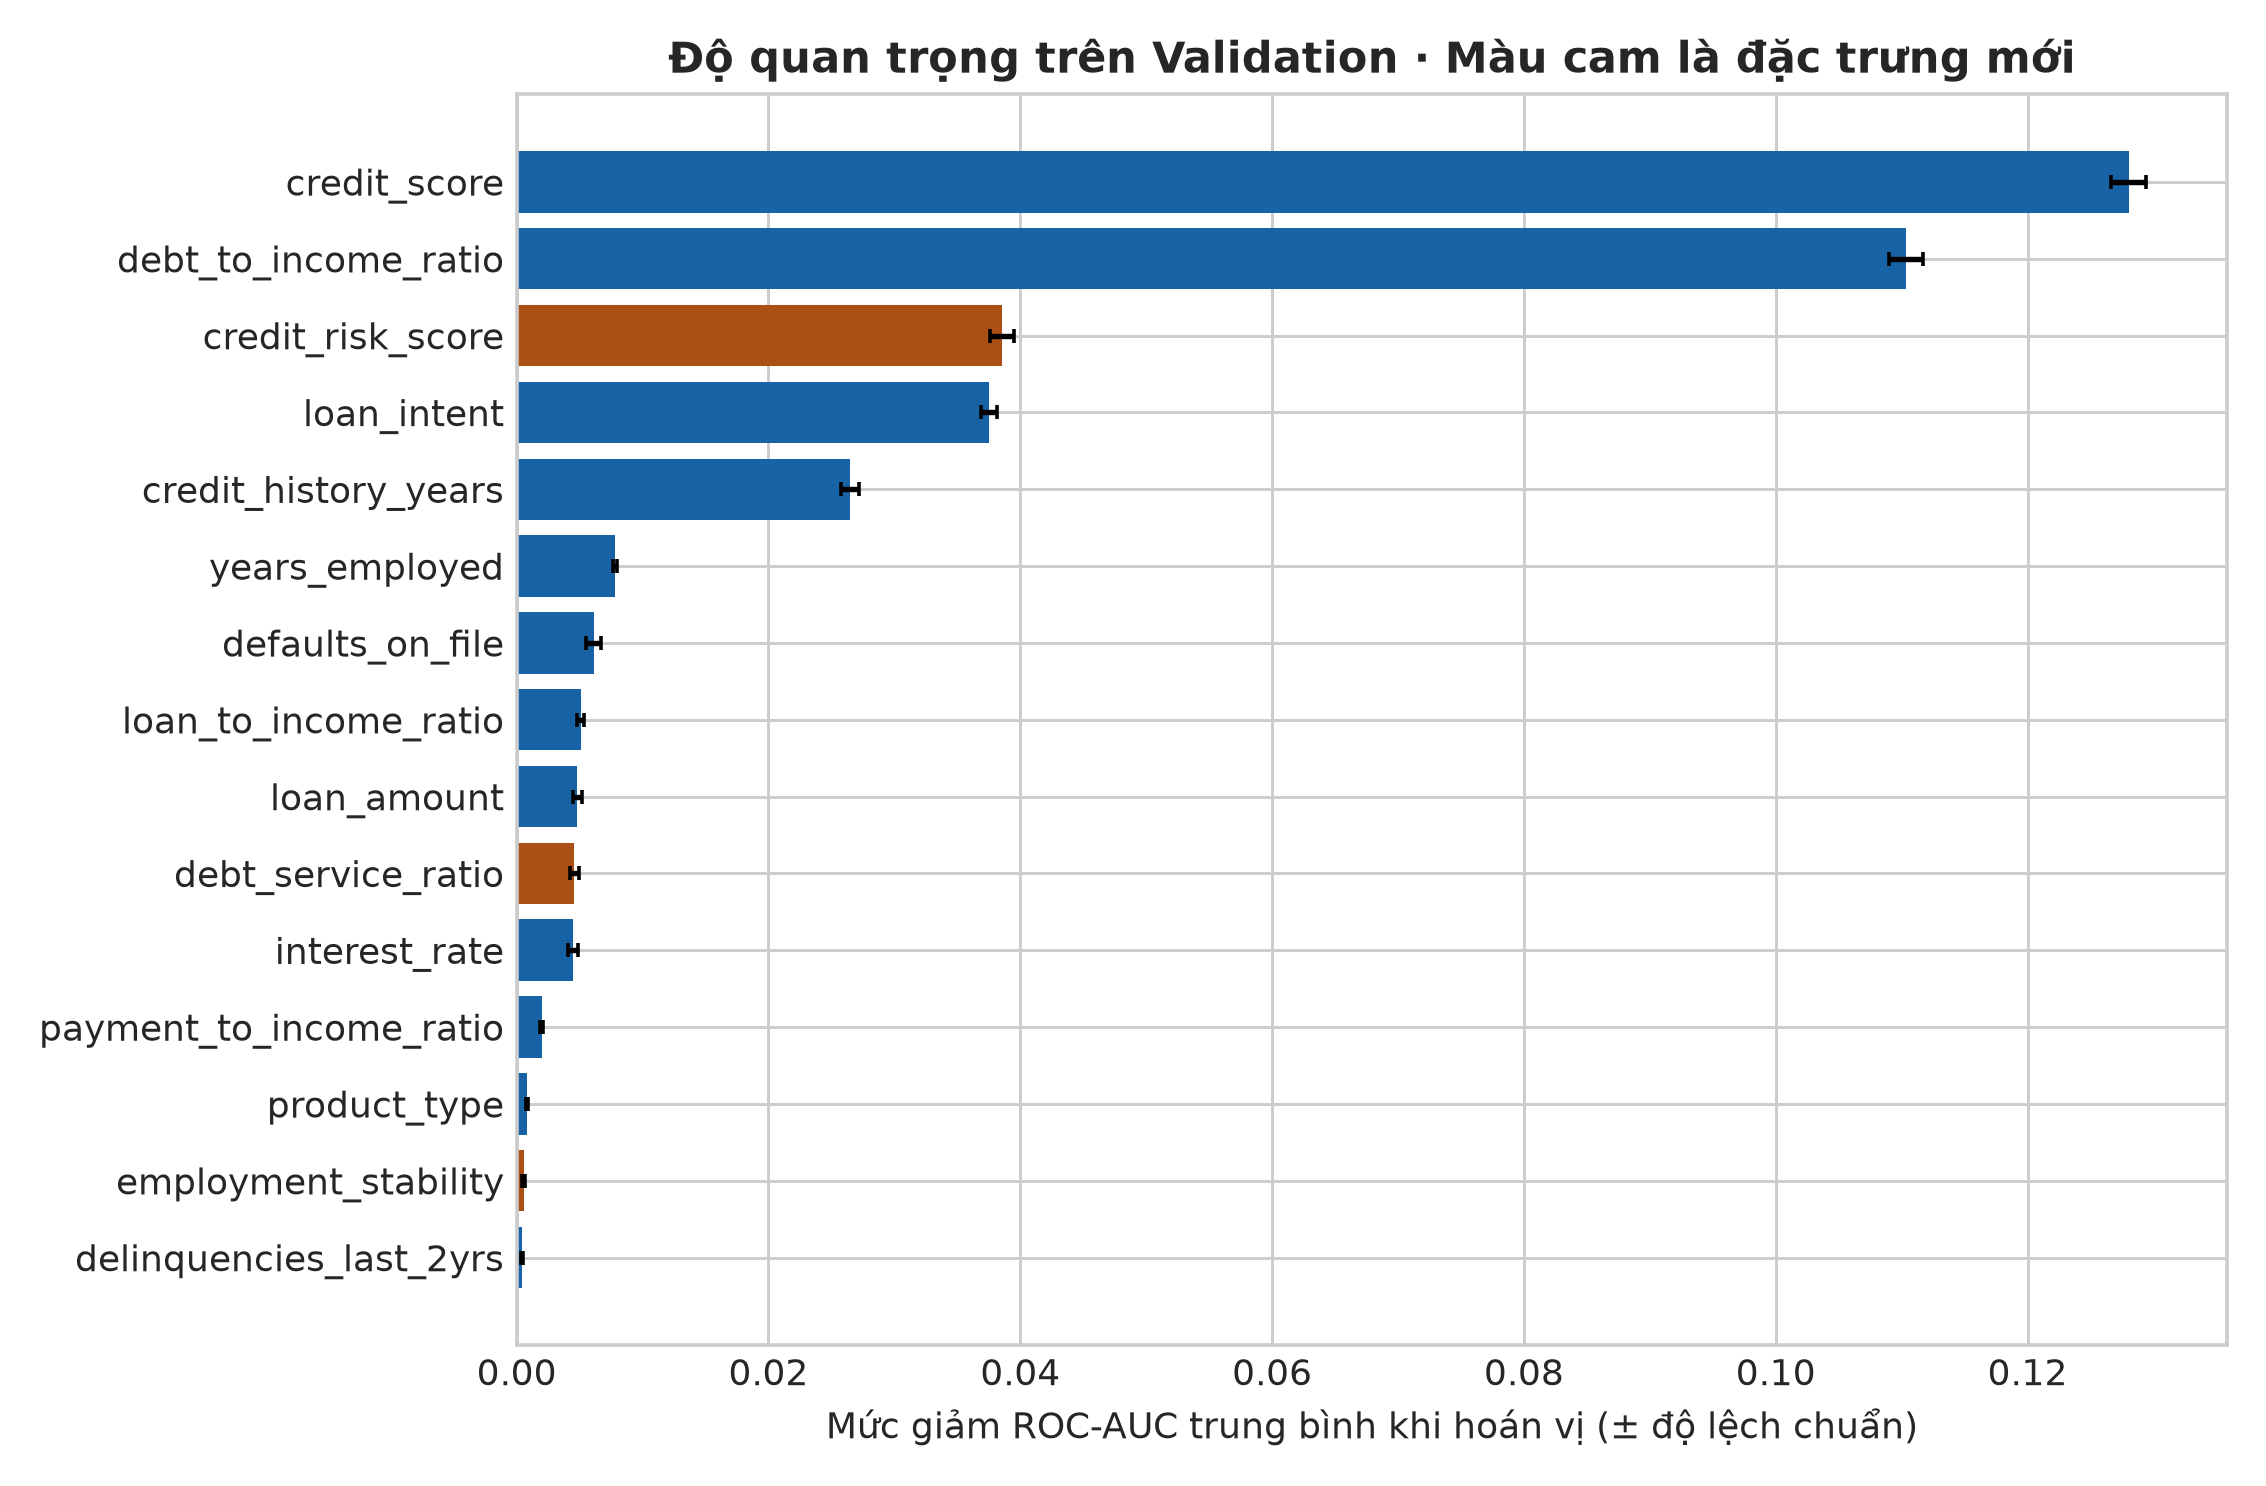 Độ quan trọng trên Validation · Màu cam là đặc trưng mới
credit_score
debt_to_income_ratio
credit_risk_score
loan_intent
credit_history_years
years_employed
defaults_on_file
loan_to_income_ratio
loan_amount
debt_service_ratio
interest_rate
payment_to_income_ratio
product_type
employment_stability
delinquencies_last_2yrs
0.00 0.02 0.04 0.06 0.08 0.10 0.12
Mức giảm ROC-AUC trung bình khi hoán vị (± độ lệch chuẩn)